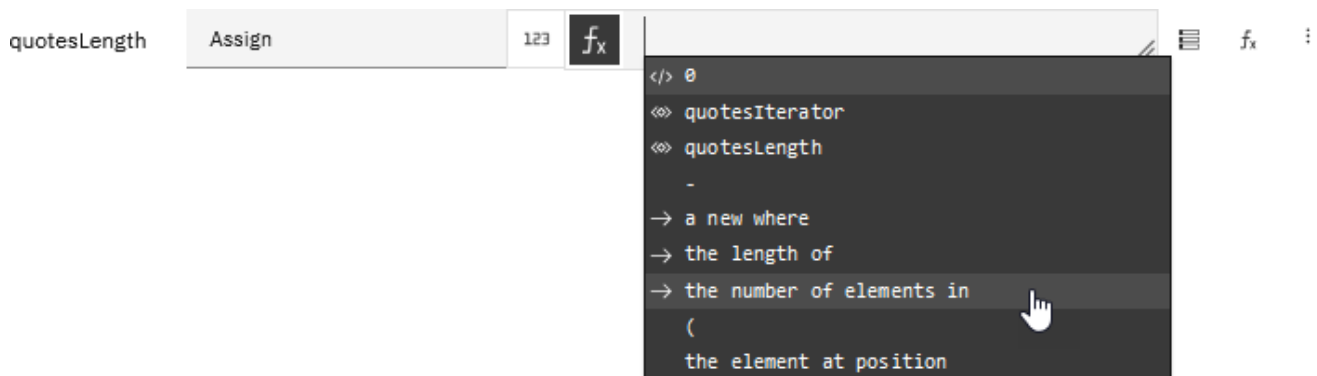 quotesLength Assign 123 fx fx
</> 0
quotesIterator
quotesLength
-
→ a new where
→ the length of
→ the number of elements in
(
the element at position